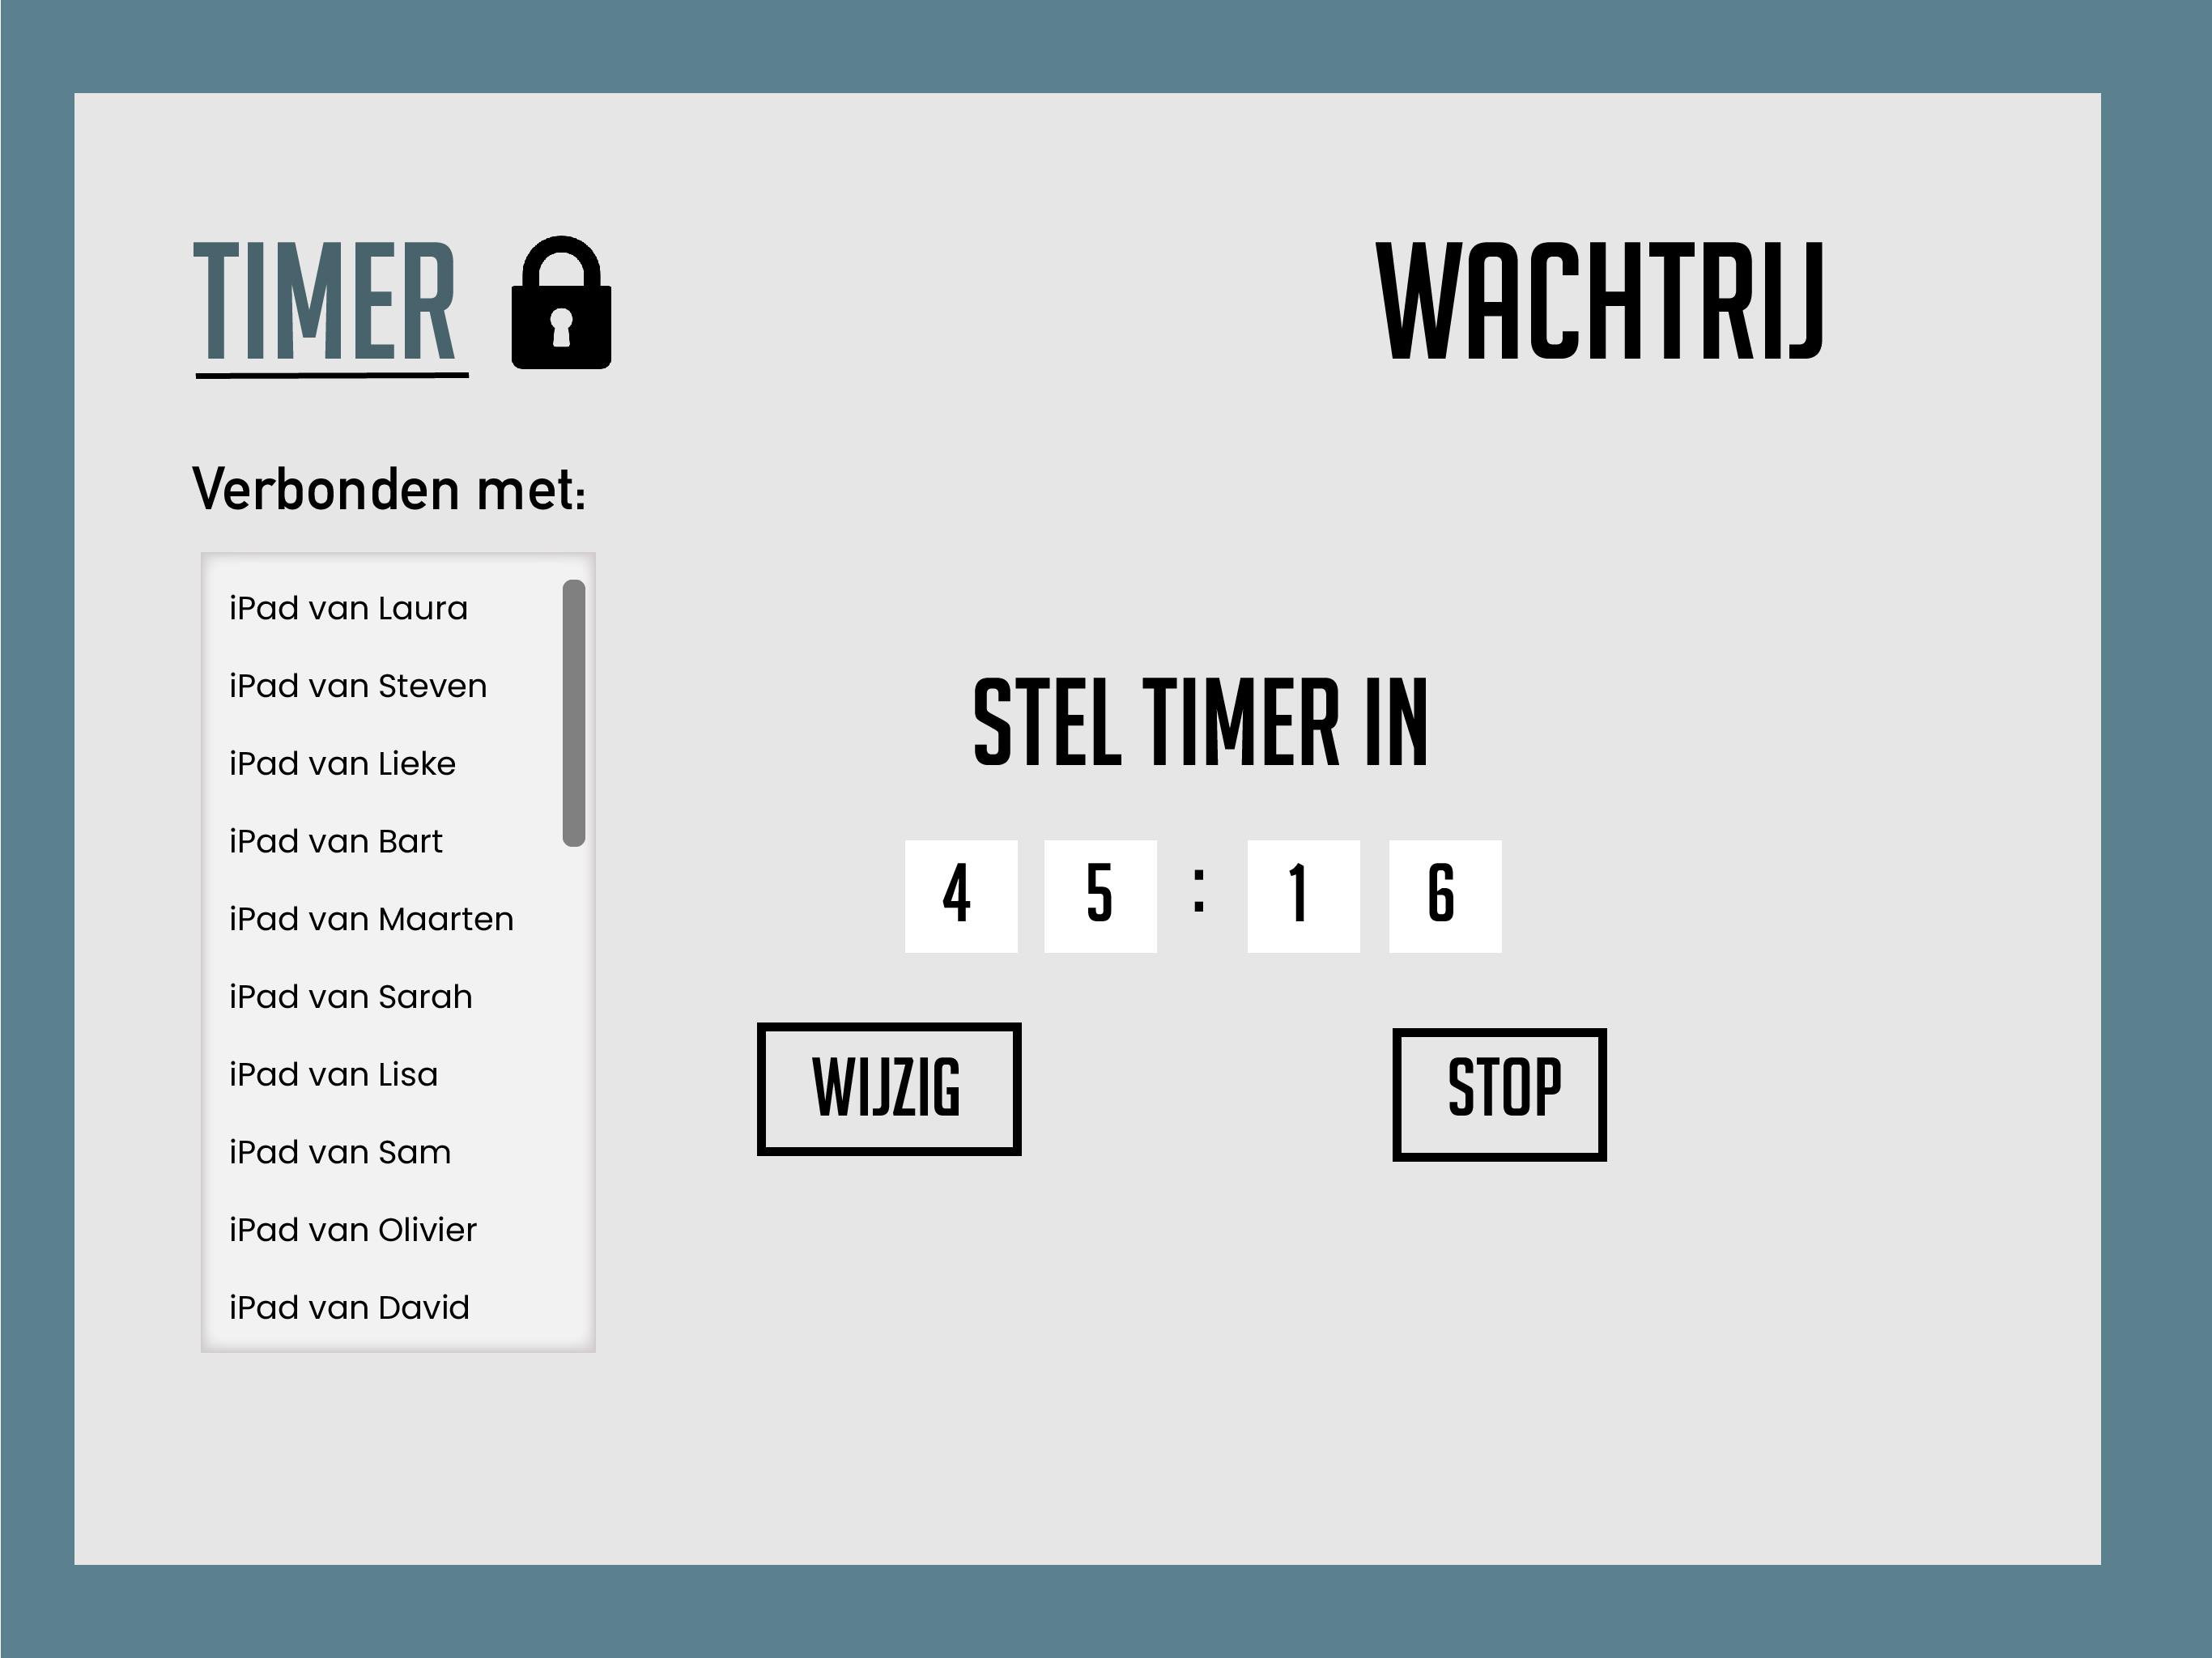 TIMER
WACHTRIJ
Verbonden met:
iPad van Laura
iPad van Steven
iPad van Lieke
iPad van Bart
iPad van Maarten
iPad van Sarah
iPad van Lisa
iPad van Sam
iPad van Olivier
iPad van David
STEL TIMER IN
4 5 : 1 6
WIJZIG
STOP